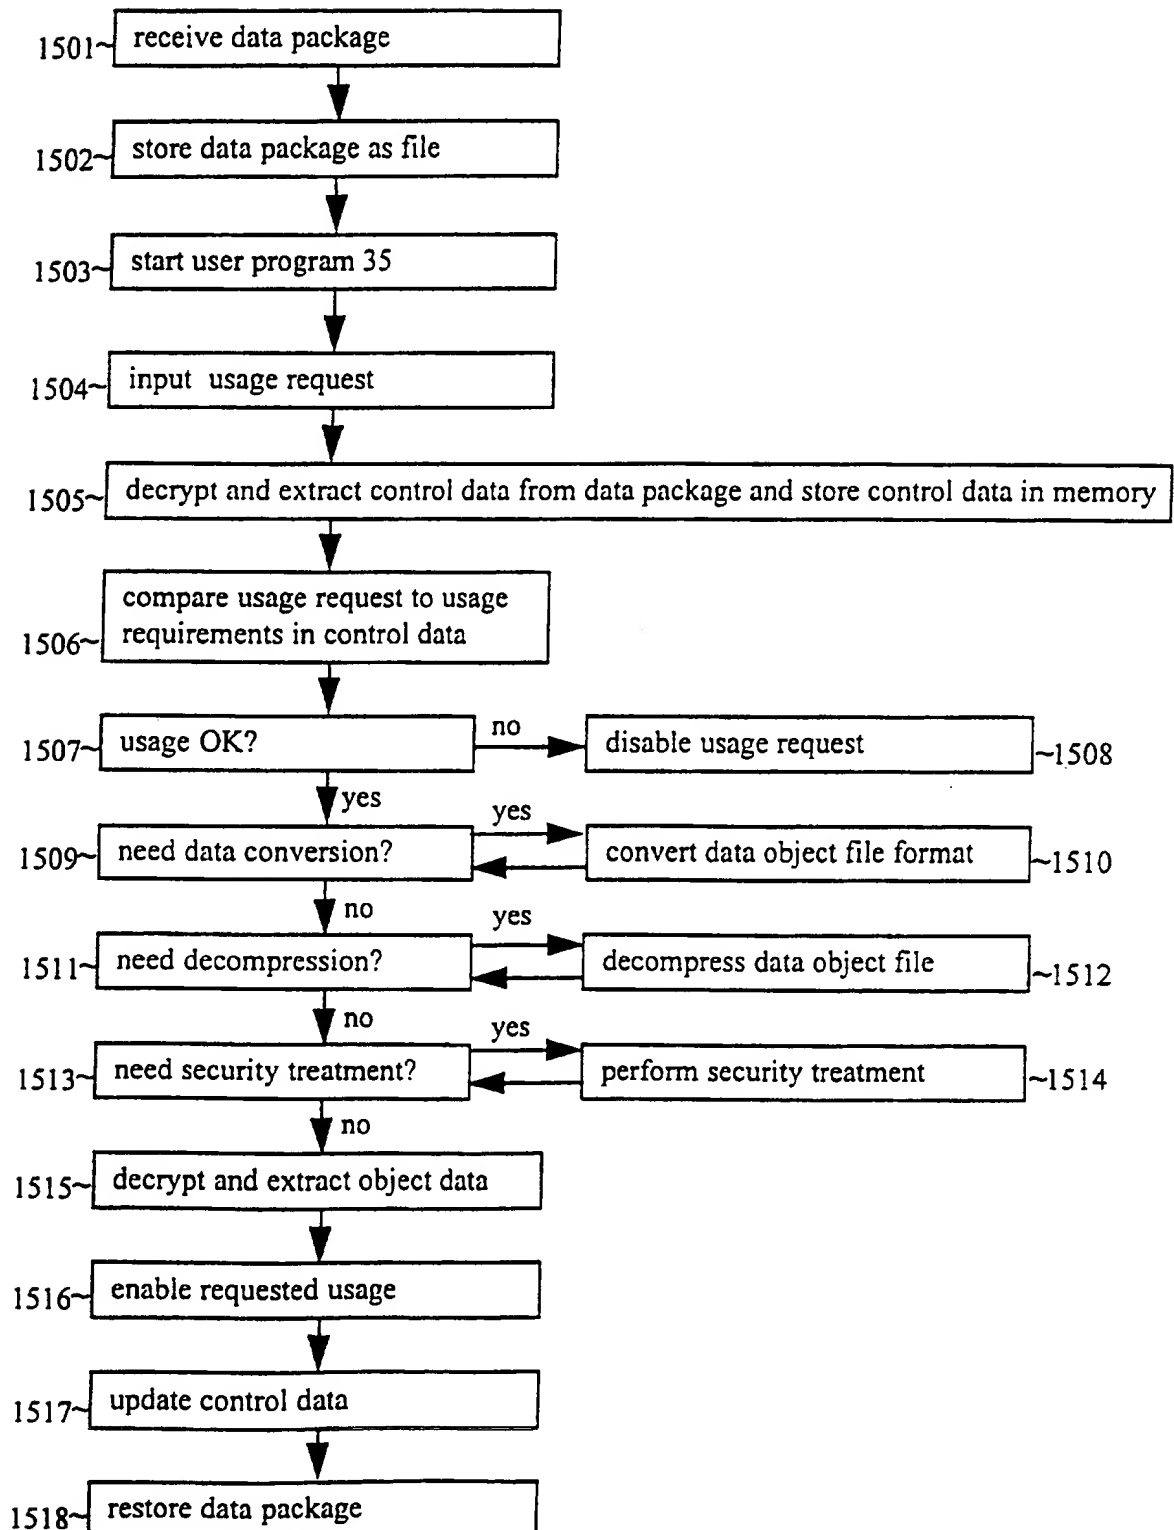 1501~ receive data package
1502~ store data package as file
1503~ start user program 35
1504~ input usage request
1505~ decrypt and extract control data from data package and store control data in memory
compare usage request to usage
1506~ requirements in control data
1507~ usage OK? no disable usage request ~1508
yes
yes
1509~ need data conversion? convert data object file format ~1510
no
yes
1511~ need decompression? decompress data object file ~1512
no
yes
1513~ need security treatment? perform security treatment ~1514
no
1515~ decrypt and extract object data
1516~ enable requested usage
1517~ update control data
1518~ restore data package